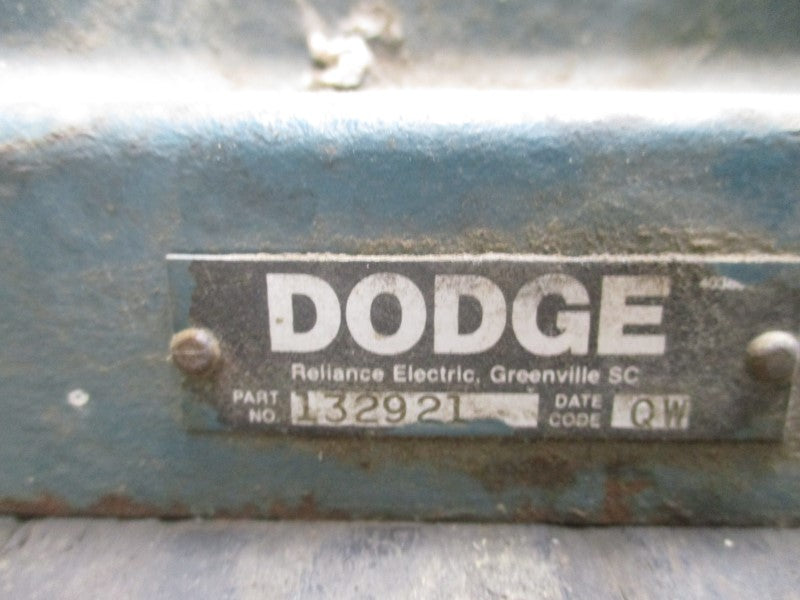 DODGE
Reliance Electric, Greenville SC
PART NO. 132921 DATE CODE QW